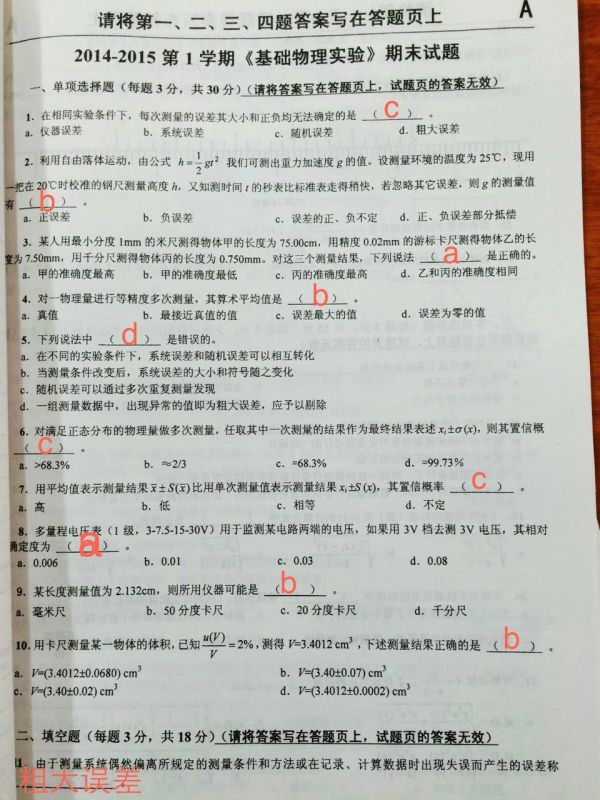 请将第一、二、三、四题答案写在答题页上
A
2014-2015 第 1 学期《基础物理实验》期末试题
一、单项选择题（每题 3 分，共 30 分）(请将答案写在答题页上，试题页的答案无效)
1. 在相同实验条件下，每次测量的误差其大小和正负均无法确定的是（ c ）。
a. 仪器误差 b. 系统误差 c. 随机误差 d. 粗大误差
2. 利用自由落体运动，由公式 h=1/2 gt² 我们可测出重力加速度 g 的值。设测量环境的温度为 25℃，现用
一把在 20℃时校准的钢尺测量高度 h，又知测时间 t 的秒表比标准表走得稍快，若忽略其它误差，则 g 的测量值
有（ b ）。
a. 正误差 b. 负误差 c. 误差的正、负不定 d. 正、负误差部分抵偿
3. 某人用最小分度 1mm 的米尺测得物体甲的长度为 75.00cm，用精度 0.02mm 的游标卡尺测得物体乙的长
度为 7.50mm，用千分尺测得物体丙的长度为 0.750mm。对这三个测量结果，下列说法（ a ）是正确的。
a. 甲的准确度最高 b. 甲的准确度最低 c. 丙的准确度最高 d. 乙和丙的准确度相同
4. 对一物理量进行等精度多次测量，其算术平均值是（ b ）。
a. 真值 b. 最接近真值的值 c. 误差最大的值 d. 误差为零的值
5. 下列说法中（ d ）是错误的。
a. 在不同的实验条件下，系统误差和随机误差可以相互转化
b. 当测量条件改变后，系统误差的大小和符号随之变化
c. 随机误差可以通过多次重复测量发现
d. 一组测量数据中，出现异常的值即为粗大误差，应予以剔除
6. 对满足正态分布的物理量做多次测量，任取其中一次测量的结果作为最终结果表述 xᵢ±σ(x)，则其置信概
（ c ）。
a. >68.3% b. ≈2/3 c. =68.3% d. =99.73%
7. 用平均值表示测量结果 x̄±S(x̄) 比用单次测量值表示测量结果 xᵢ±S(x)，其置信概率（ c ）。
a. 高 b. 低 c. 相等 d. 不定
8. 多量程电压表（1 级，3-7.5-15-30V）用于监测某电路两端的电压，如果用 3V 档去测 3V 电压，其相对
确定度为（ a ）。
a. 0.006 b. 0.01 c. 0.03 d. 0.08
9. 某长度测量值为 2.132cm，则所用仪器可能是（ b ）。
a. 毫米尺 b. 50 分度卡尺 c. 20 分度卡尺 d. 千分尺
10. 用卡尺测量某一物体的体积，已知 u(V)/V = 2%，测得 V=3.4012 cm³，下述测量结果正确的是（ b ）。
a. V=(3.4012±0.0680) cm³ b. V=(3.40±0.07) cm³
c. V=(3.40±0.02) cm³ d. V=(3.4012±0.0002) cm³
二、填空题（每题 3 分，共 18 分）(请将答案写在答题页上，试题页的答案无效)
11. 由于测量系统偶然偏离所规定的测量条件和方法或在记录、计算数据时出现失误而产生的误差称
粗大误差